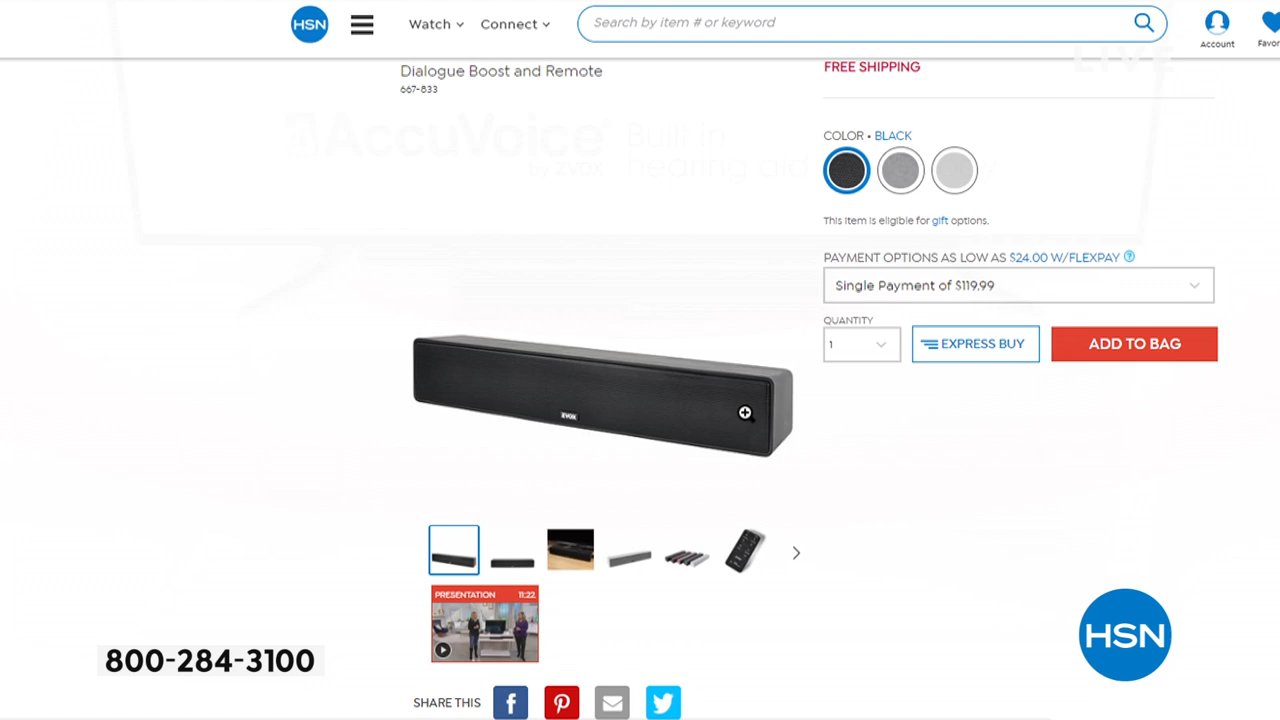 HSN
Watch
Connect
Search by item # or keyword
Account
Favor
LIVE
Dialogue Boost and Remote
667-833
FREE SHIPPING
AccuVoice
by ZVOX
Built in
hearing aid
COLOR • BLACK
This item is eligible for gift options.
PAYMENT OPTIONS AS LOW AS $24.00 W/FLEXPAY ?
Single Payment of $119.99
QUANTITY
1
EXPRESS BUY
ADD TO BAG
ZVOX
PRESENTATION 11:22
HSN
800-284-3100
SHARE THIS